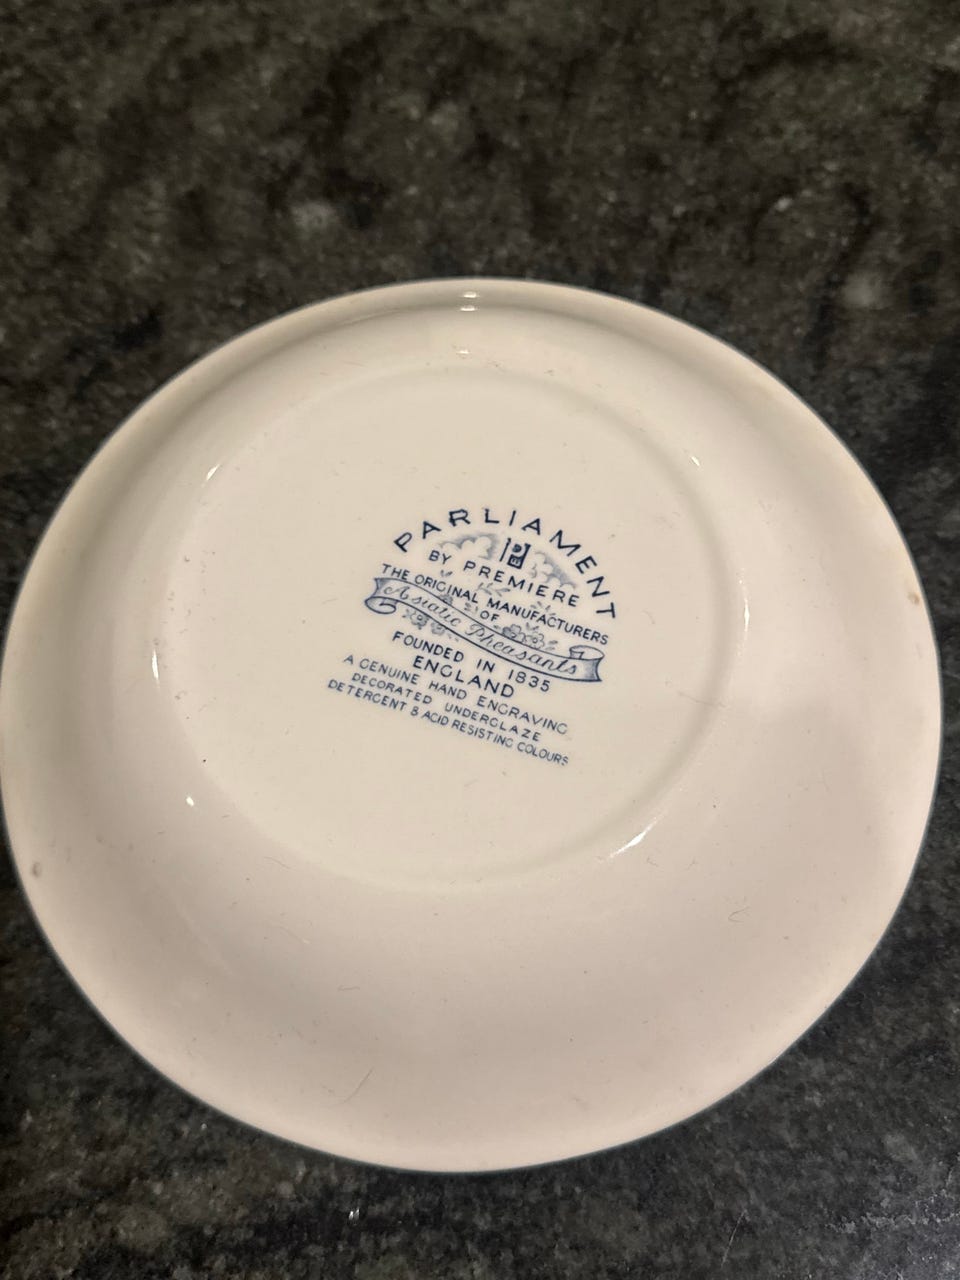 PARLIAMENT
BY PREMIERE
THE ORIGINAL MANUFACTURERS
OF
Asiatic Pheasants
FOUNDED IN 1835
ENGLAND
A GENUINE HAND ENGRAVING
DECORATED UNDERGLAZE
DETERGENT & ACID RESISTING COLOURS